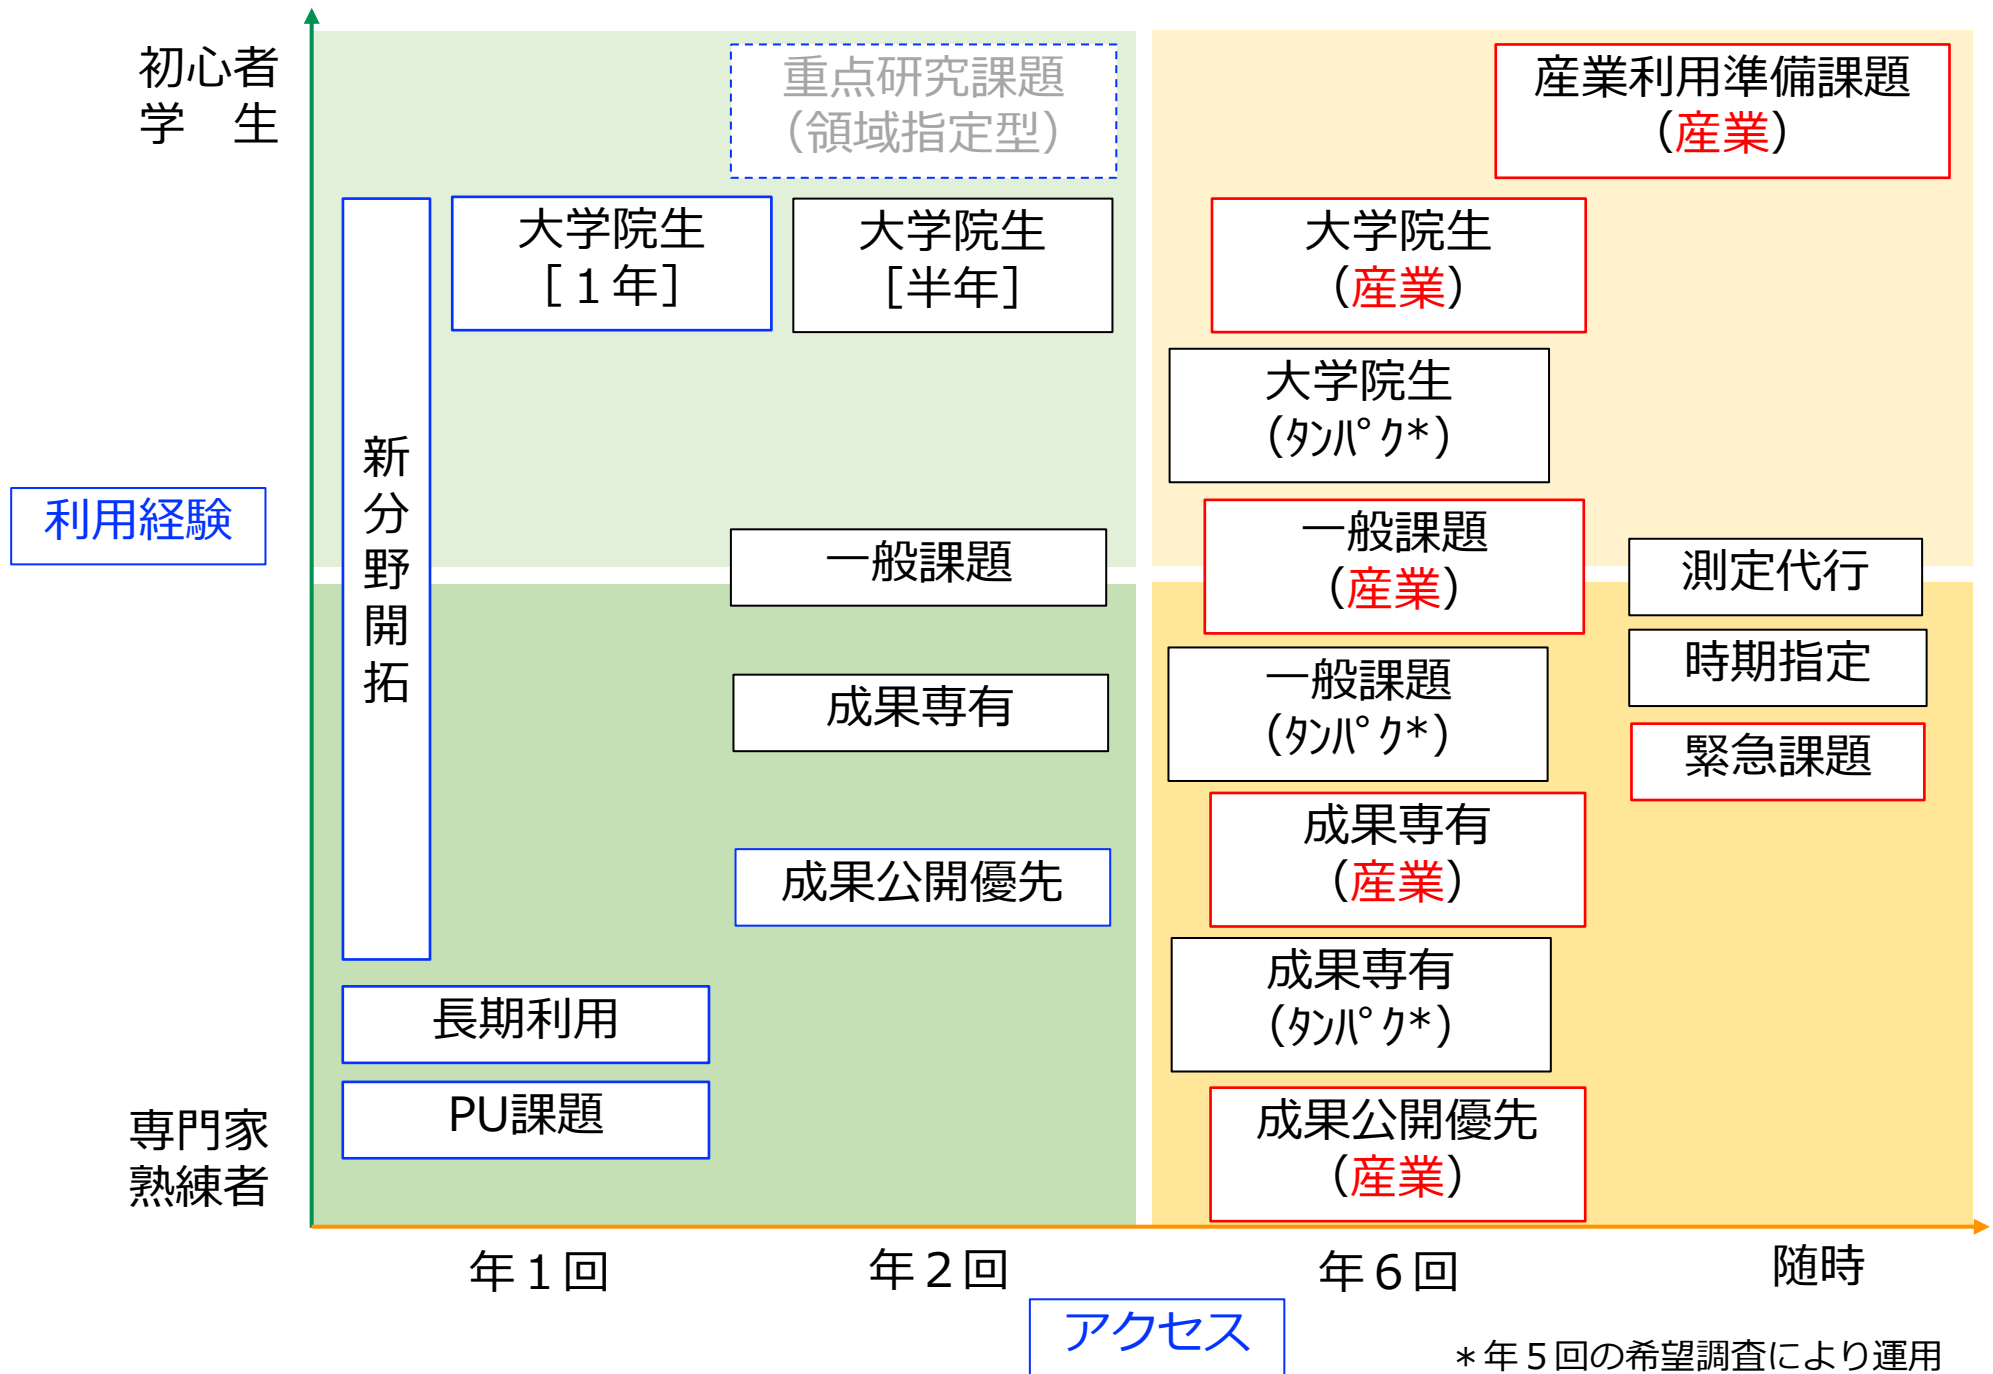 初心者
学　生
重点研究課題
（領域指定型）
産業利用準備課題
（産業）
大学院生
［１年］
大学院生
［半年］
大学院生
（産業）
大学院生
（ﾀﾝﾊﾟｸ*）
新分野開拓
利用経験
一般課題
一般課題
（産業）
測定代行
時期指定
緊急課題
成果専有
一般課題
（ﾀﾝﾊﾟｸ*）
成果公開優先
成果専有
（産業）
成果専有
（ﾀﾝﾊﾟｸ*）
長期利用
PU課題
成果公開優先
（産業）
専門家
熟練者
年１回
年２回
年６回
随時
アクセス
＊年５回の希望調査により運用